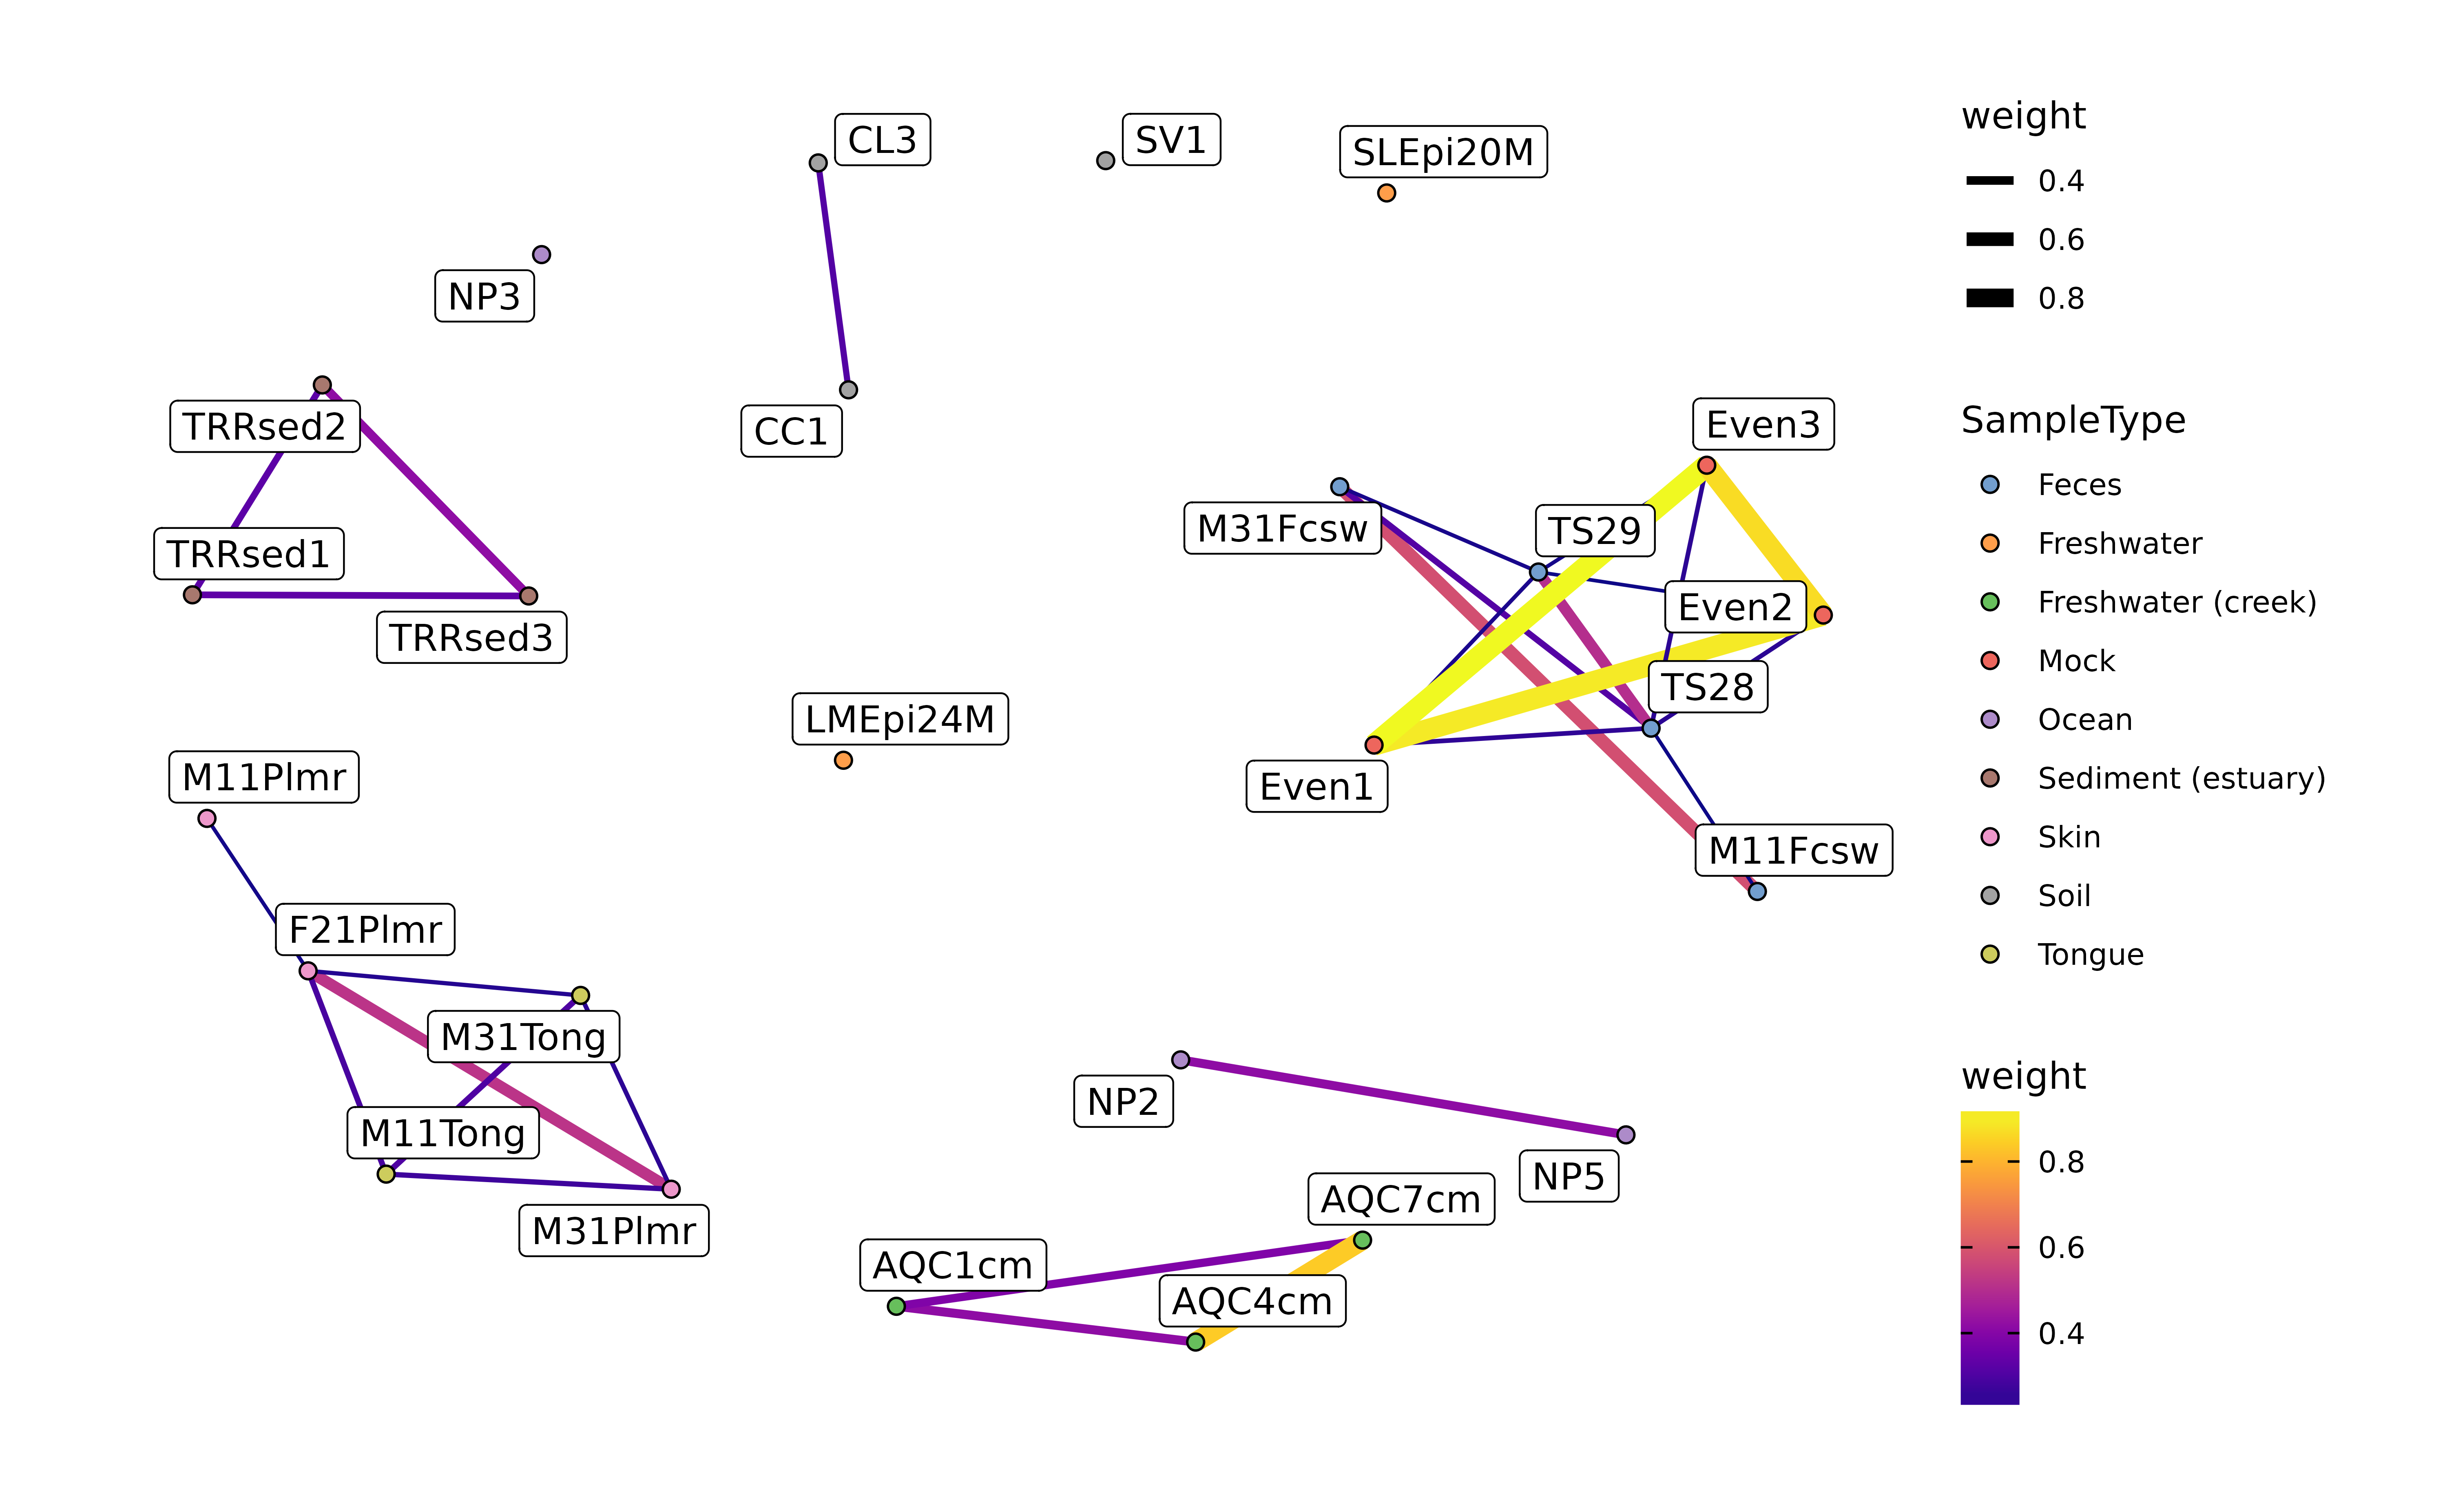 CL3
SV1
SLEpi20M
NP3
TRRsed2
CC1
Even3
M31Fcsw
TS29
TRRsed1
Even2
TRRsed3
TS28
LMEpi24M
M11Plmr
Even1
M11Fcsw
F21Plmr
M31Tong
NP2
M11Tong
NP5
AQC7cm
M31Plmr
AQC1cm
AQC4cm
weight
0.4
0.6
0.8
SampleType
Feces
Freshwater
Freshwater (creek)
Mock
Ocean
Sediment (estuary)
Skin
Soil
Tongue
weight
0.8
0.6
0.4